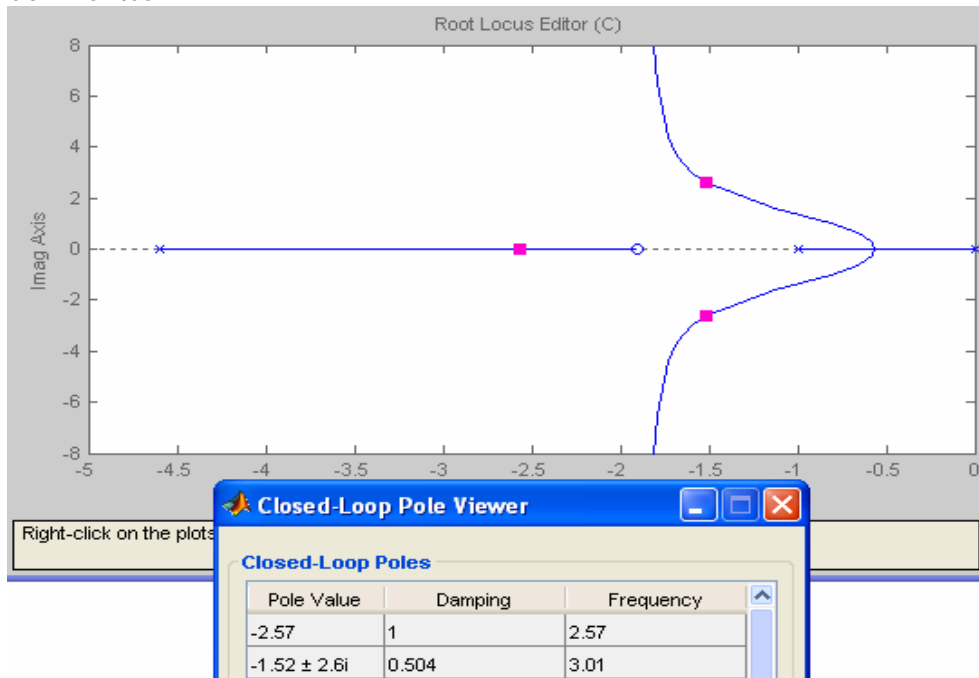 Root Locus Editor (C)
8
6
4
2
0
-2
-4
-6
-8
Imag Axis
-5 -4.5 -4 -3.5 -3 -2.5 -2 -1.5 -1 -0.5 0
Right-click on the plots
Closed-Loop Pole Viewer
Closed-Loop Poles
Pole Value Damping Frequency
-2.57 1 2.57
-1.52 ± 2.6i 0.504 3.01